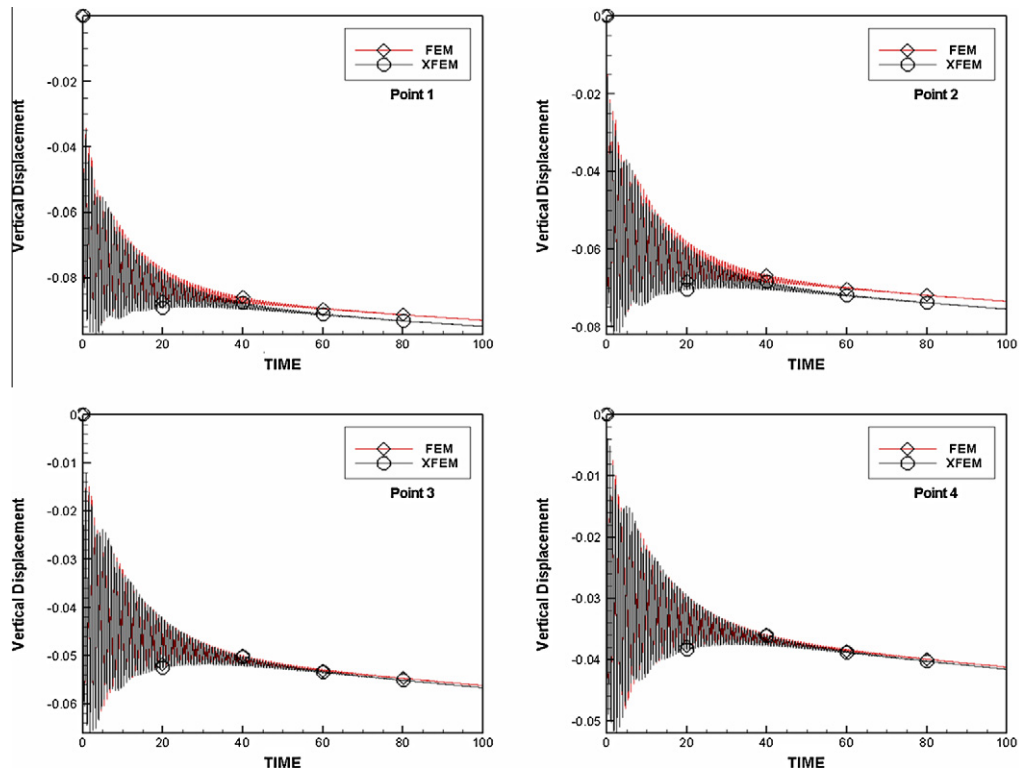 0
-0.02
-0.04
-0.06
-0.08
Vertical Displacement
FEM
XFEM
Point 1
0 20 40 60 80 100
TIME
0
-0.02
-0.04
-0.06
-0.08
Vertical Displacement
FEM
XFEM
Point 2
0 20 40 60 80 100
TIME
0
-0.01
-0.02
-0.03
-0.04
-0.05
-0.06
Vertical Displacement
FEM
XFEM
Point 3
0 20 40 60 80 100
TIME
0
-0.01
-0.02
-0.03
-0.04
-0.05
Vertical Displacement
FEM
XFEM
Point 4
0 20 40 60 80 100
TIME